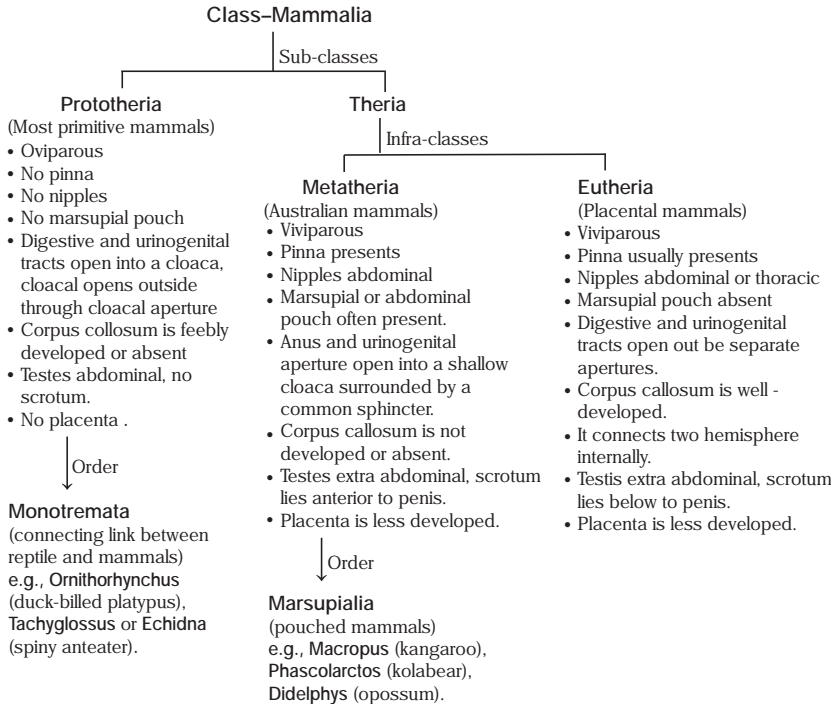 Class–Mammalia
Sub-classes
Prototheria
(Most primitive mammals)
• Oviparous
• No pinna
• No nipples
• No marsupial pouch
• Digestive and urinogenital
tracts open into a cloaca,
cloacal opens outside
through cloacal aperture
• Corpus collosum is feebly
developed or absent
• Testes abdominal, no
scrotum.
• No placenta .
Order
Monotremata
(connecting link between
reptile and mammals)
e.g., Ornithorhynchus
(duck-billed platypus),
Tachyglossus or Echidna
(spiny anteater).
Theria
Infra-classes
Metatheria
(Australian mammals)
• Viviparous
• Pinna presents
• Nipples abdominal
• Marsupial or abdominal
pouch often present.
• Anus and urinogenital
aperture open into a shallow
cloaca surrounded by a
common sphincter.
• Corpus callosum is not
developed or absent.
• Testes extra abdominal, scrotum
lies anterior to penis.
• Placenta is less developed.
Order
Marsupialia
(pouched mammals)
e.g., Macropus (kangaroo),
Phascolarctos (kolabear),
Didelphys (opossum).
Eutheria
(Placental mammals)
• Viviparous
• Pinna usually presents
• Nipples abdominal or thoracic
• Marsupial pouch absent
• Digestive and urinogenital
tracts open out be separate
apertures.
• Corpus callosum is well -
developed.
• It connects two hemisphere
internally.
• Testis extra abdominal, scrotum
lies below to penis.
• Placenta is less developed.